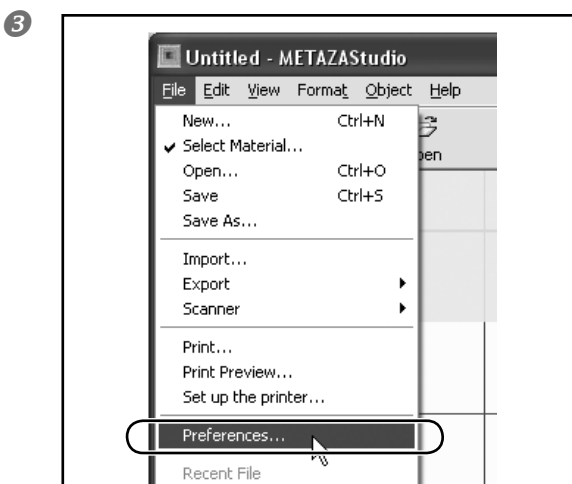 3
Untitled - METAZAStudio
File Edit View Format Object Help
New... Ctrl+N
pen
✔ Select Material...
Open... Ctrl+O
Save Ctrl+S
Save As...
Import...
Export
Scanner
Print...
Print Preview...
Set up the printer...
Preferences...
Recent File